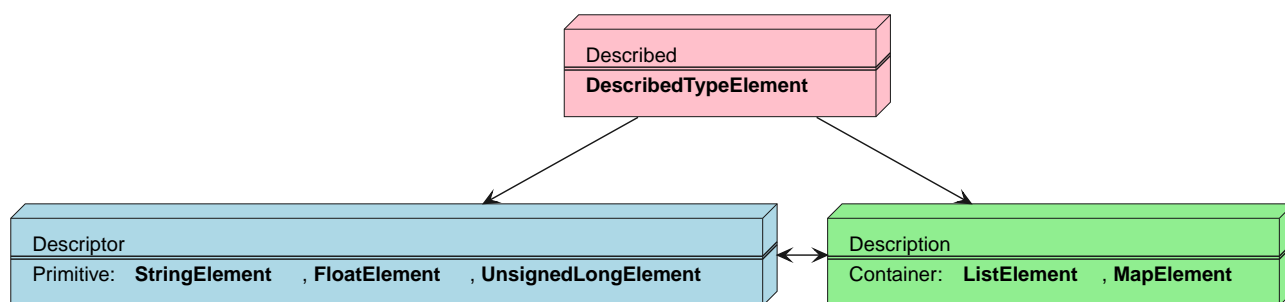 Described
DescribedTypeElement
Descriptor
Primitive: StringElement , FloatElement , UnsignedLongElement
Description
Container: ListElement , MapElement